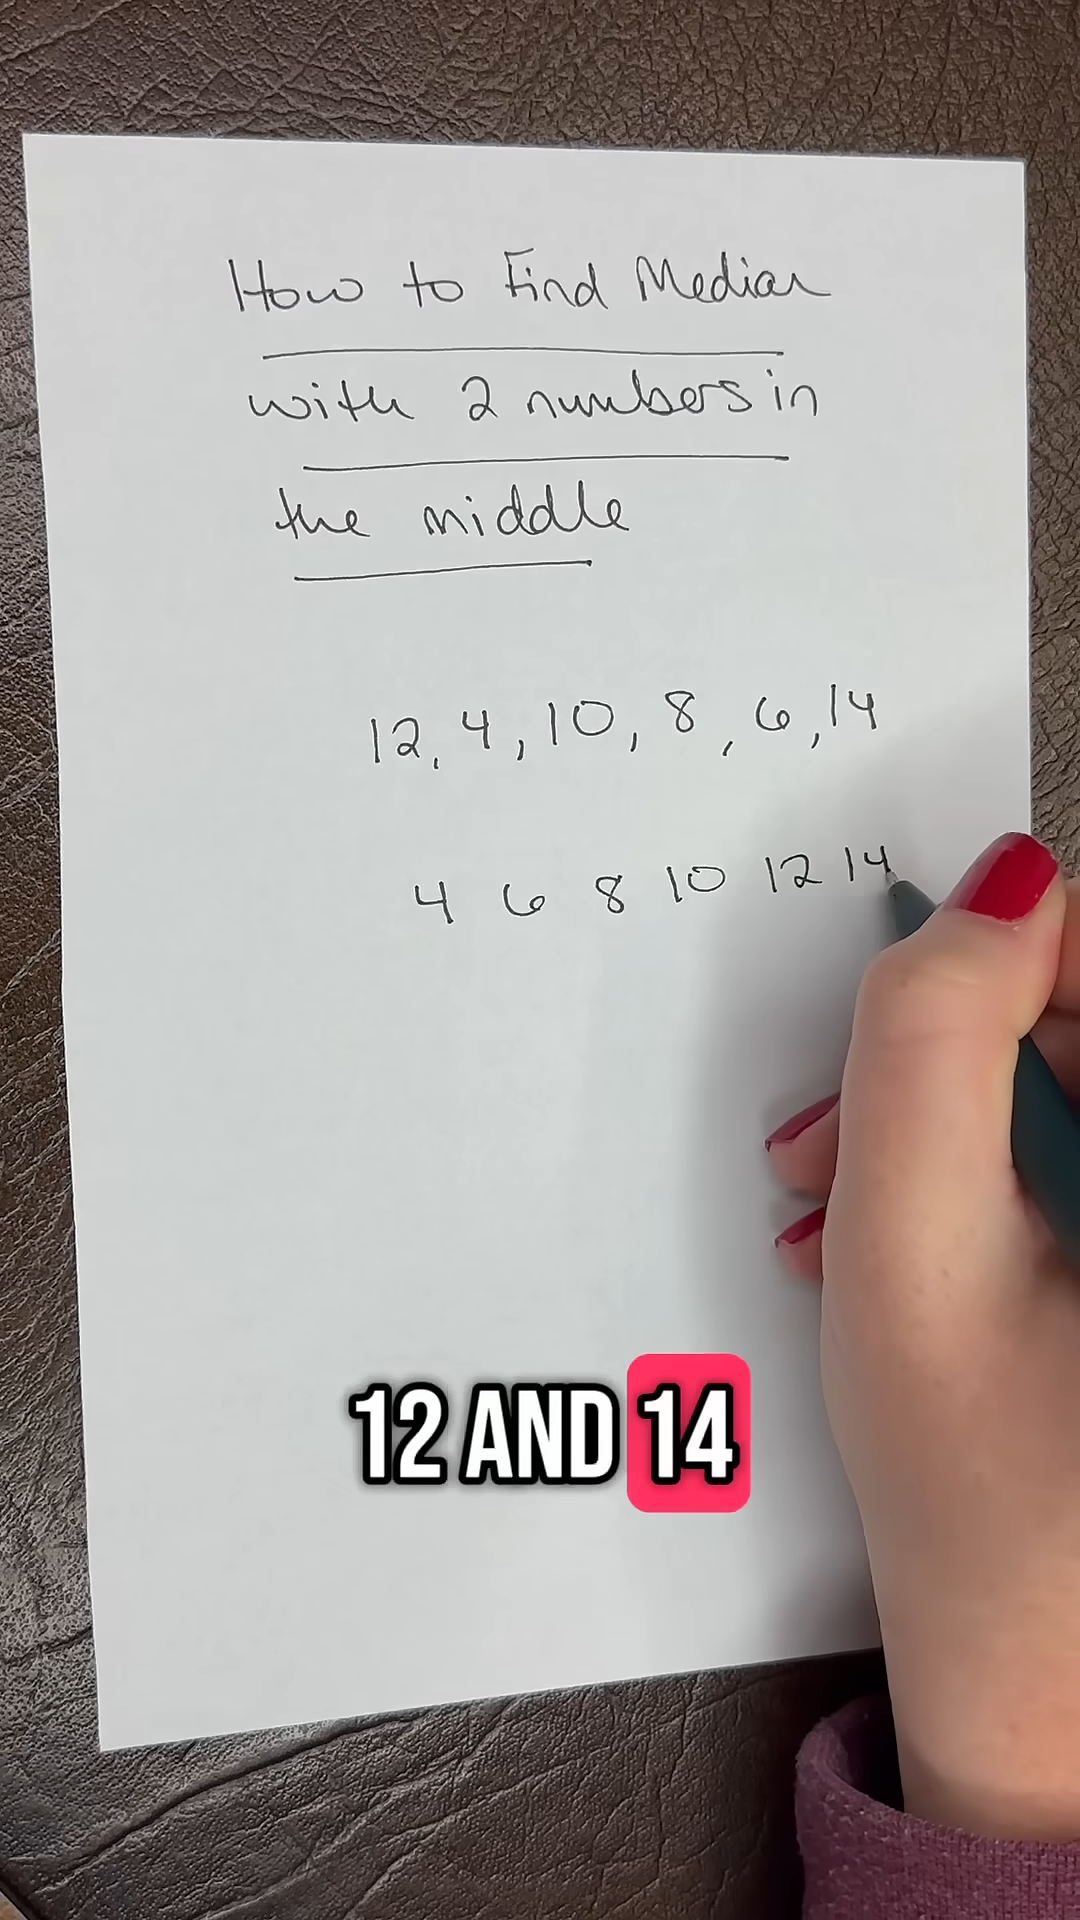 How to Find Median
with 2 numbers in
the middle
12, 4, 10, 8, 6, 14
4 6 8 10 12 14
12 AND 14